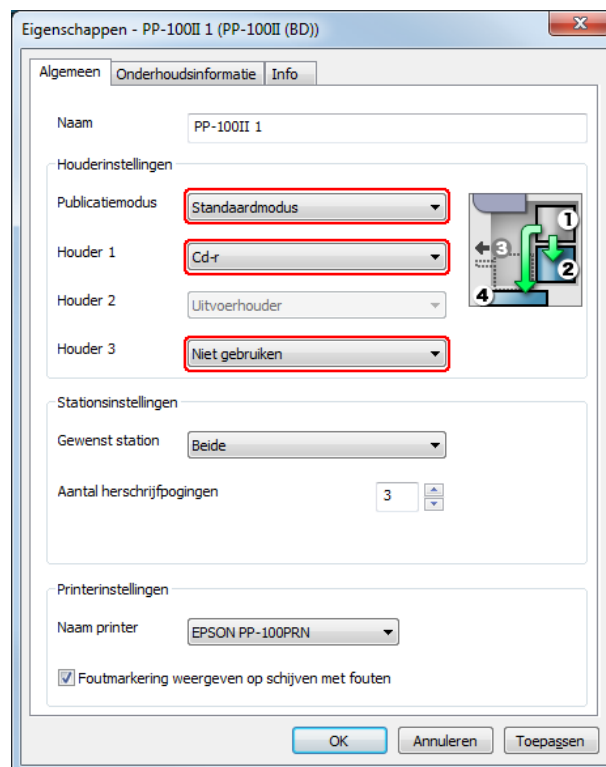 Eigenschappen - PP-100II 1 (PP-100II (BD))
Algemeen Onderhoudsinformatie Info
Naam PP-100II 1
Houderinstellingen
Publicatiemodus Standaardmodus
Houder 1 Cd-r
Houder 2 Uitvoerhouder
Houder 3 Niet gebruiken
1
3
2
4
Stationsinstellingen
Gewenst station Beide
Aantal herschrijfpogingen 3
Printerinstellingen
Naam printer EPSON PP-100PRN
Foutmarkering weergeven op schijven met fouten
OK Annuleren Toepassen